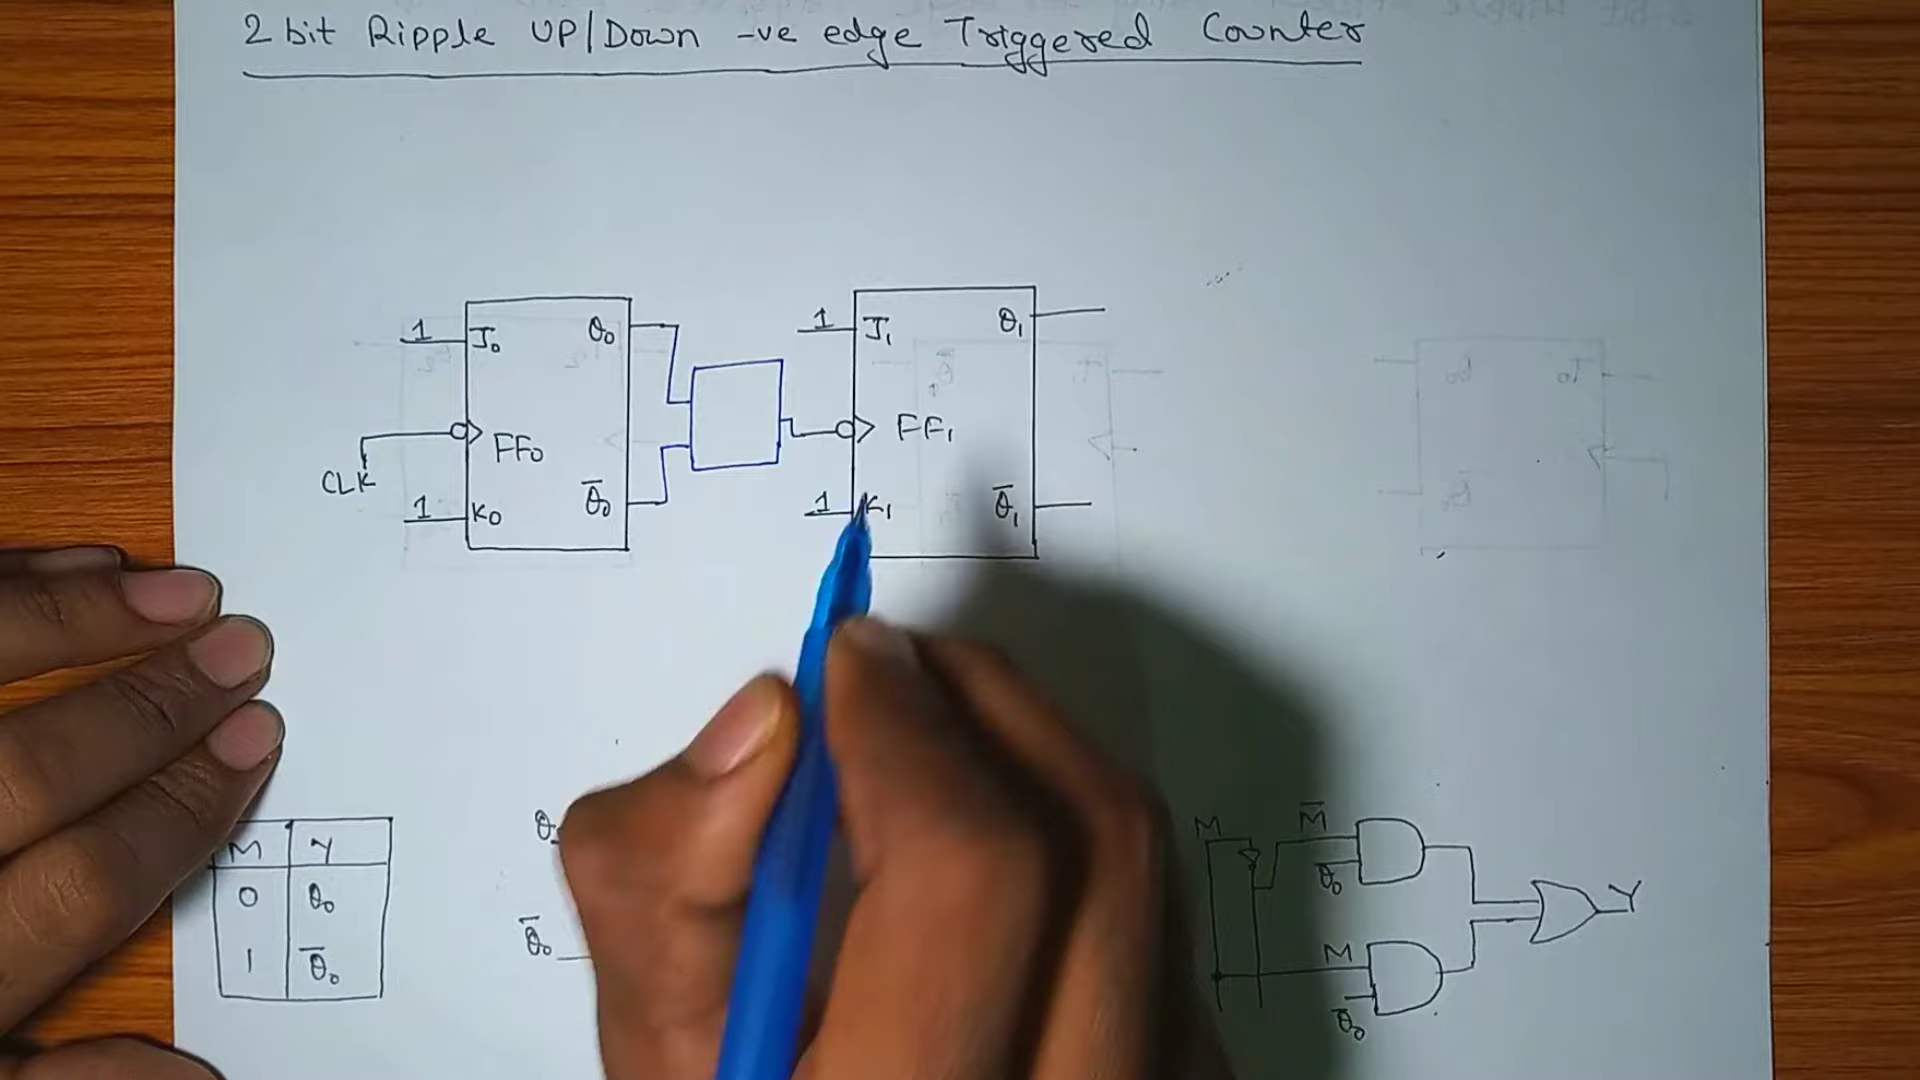 2 bit Ripple UP/Down -ve edge Triggered Counter
1 J₀ Q₀ 1 J₁ Q₁
CLK FF₀ FF₁
1 K₀ Q̅₀ 1 K₁ Q̅₁
M Y
0 Q₀
1 Q̅₀
Q̅₀
M M̅
Q₀
Y
M
Q̅₀